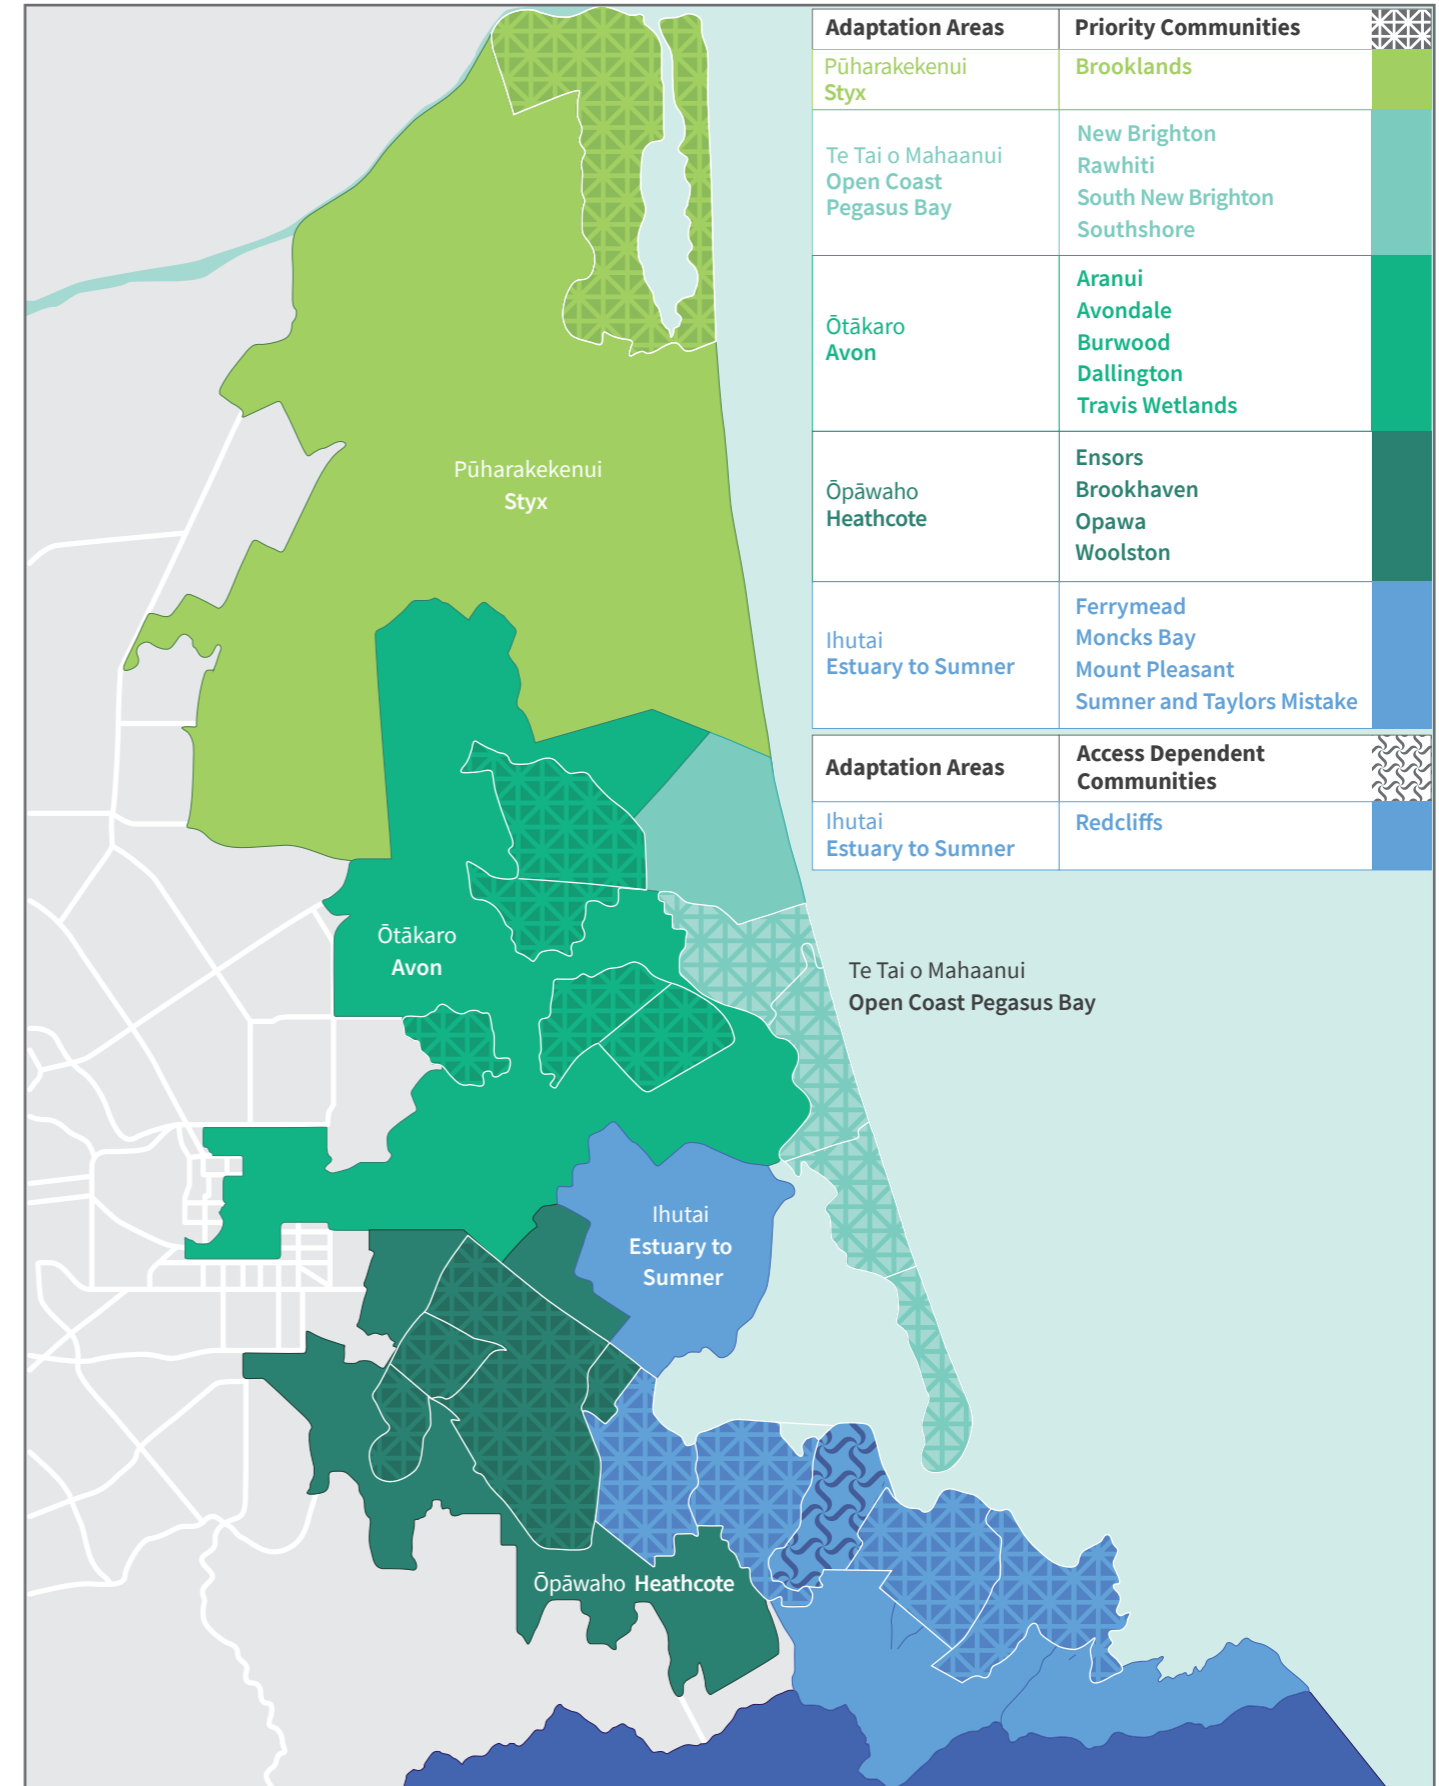 Adaptation Areas
Priority Communities
Pūharakekenui
Styx
Brooklands
Te Tai o Mahaanui
Open Coast
Pegasus Bay
New Brighton
Rawhiti
South New Brighton
Southshore
Ōtākaro
Avon
Aranui
Avondale
Burwood
Dallington
Travis Wetlands
Ōpāwaho
Heathcote
Ensors
Brookhaven
Opawa
Woolston
Ihutai
Estuary to Sumner
Ferrymead
Moncks Bay
Mount Pleasant
Sumner and Taylors Mistake
Adaptation Areas
Access Dependent
Communities
Ihutai
Estuary to Sumner
Redcliffs
Pūharakekenui
Styx
Ōtākaro
Avon
Te Tai o Mahaanui
Open Coast Pegasus Bay
Ihutai
Estuary to
Sumner
Ōpāwaho Heathcote